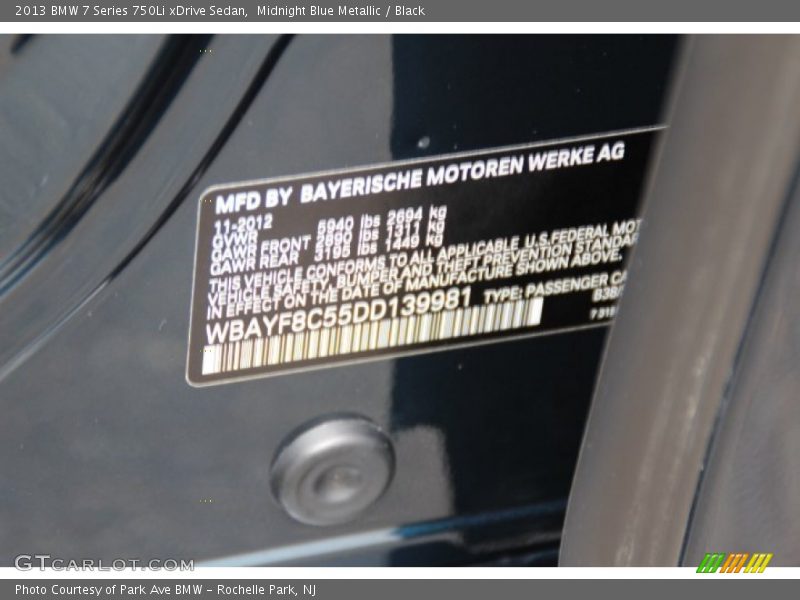 2013 BMW 7 Series 750Li xDrive Sedan, Midnight Blue Metallic / Black
MFD BY BAYERISCHE MOTOREN WERKE AG
11-2012
GVWR 5940 lbs 2694 kg
GAWR FRONT 2890 lbs 1311 kg
GAWR REAR 3195 lbs 1449 kg
THIS VEHICLE CONFORMS TO ALL APPLICABLE U.S.FEDERAL MOT
VEHICLE SAFETY, BUMPER AND THEFT PREVENTION STANDA
IN EFFECT ON THE DATE OF MANUFACTURE SHOWN ABOVE.
WBAYF8C55DD139981 TYPE: PASSENGER CA
GTCARLOT.COM
Photo Courtesy of Park Ave BMW - Rochelle Park, NJ